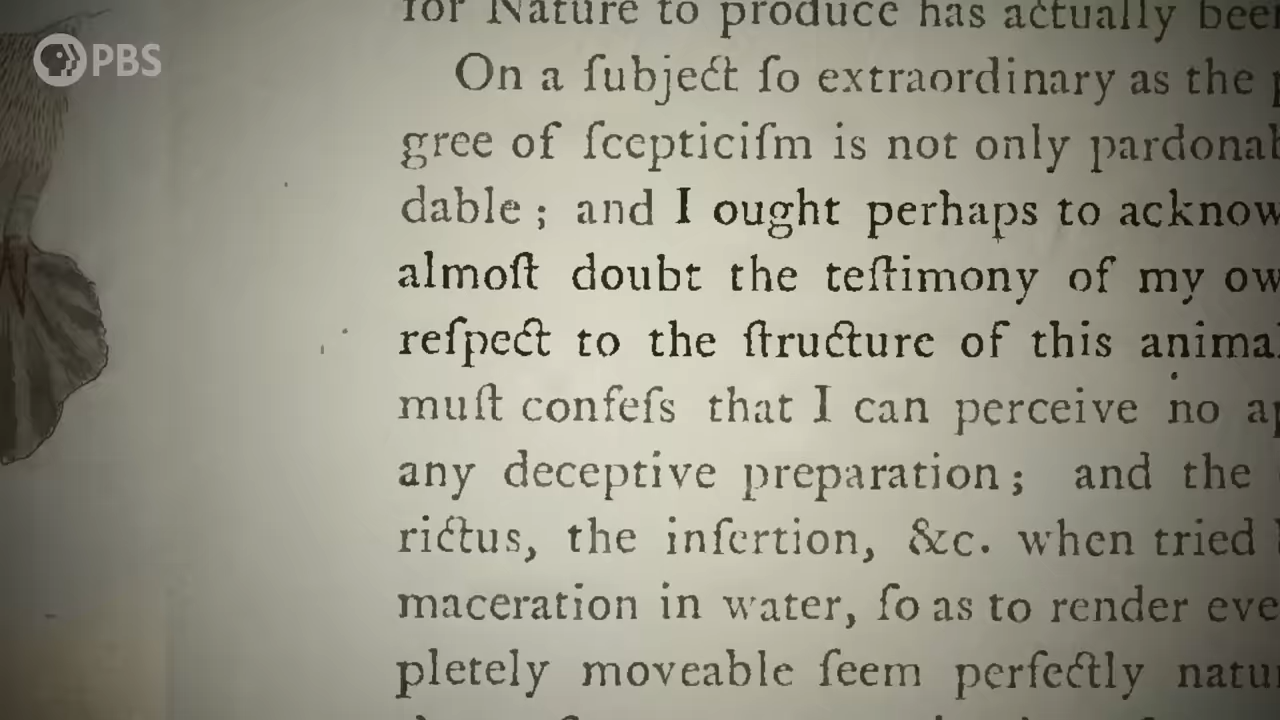 PBS
for Nature to produce has actually been
On a ſubject ſo extraordinary as the
gree of ſcepticiſm is not only pardonab
dable; and I ought perhaps to acknow
almoſt doubt the teſtimony of my ow
reſpect to the ſtructure of this anima
muſt confeſs that I can perceive no ap
any deceptive preparation; and the
rictus, the inſertion, &c. when tried
maceration in water, ſo as to render eve
pletely moveable ſeem perfectly natu